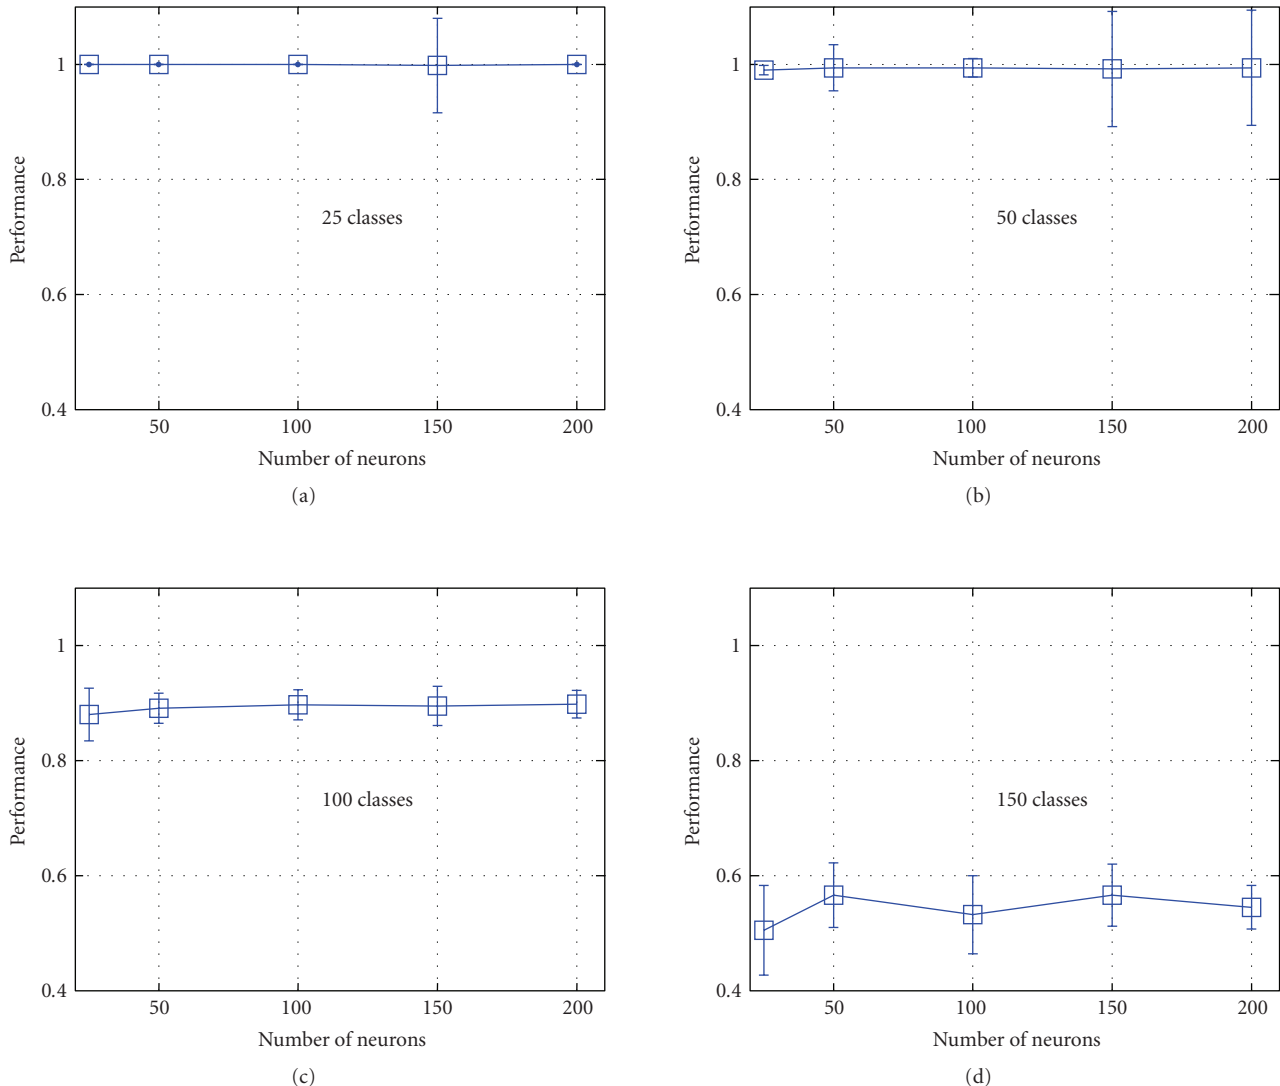 1
0.8
0.6
0.4
Performance
25 classes
50 100 150 200
Number of neurons
(a)
1
0.8
0.6
0.4
Performance
50 classes
50 100 150 200
Number of neurons
(b)
1
0.8
0.6
0.4
Performance
100 classes
50 100 150 200
Number of neurons
(c)
1
0.8
0.6
0.4
Performance
150 classes
50 100 150 200
Number of neurons
(d)